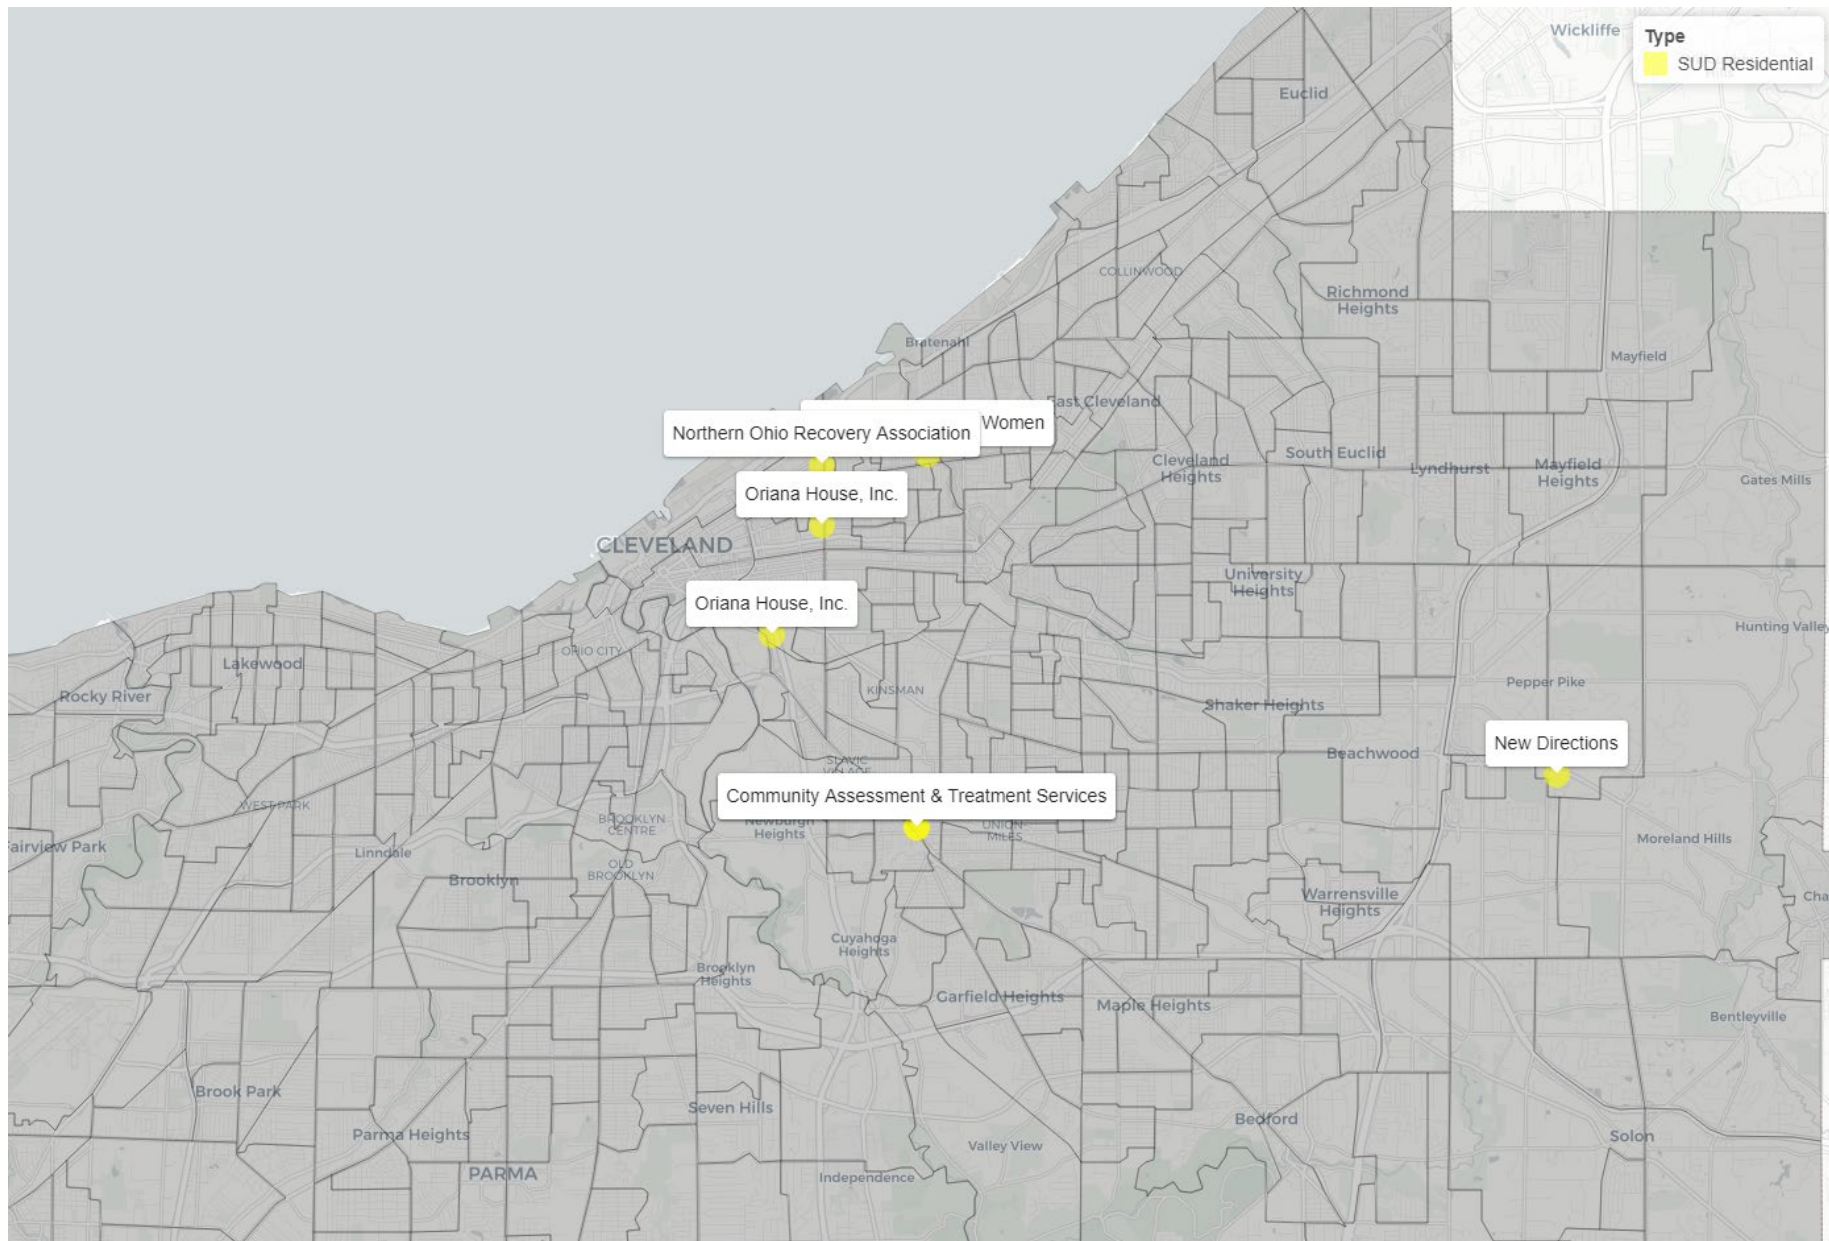 Wickliffe
Type
SUD Residential
Euclid
COLLINWOOD
Richmond
Heights
Bratenahl
Mayfield
East Cleveland
Women
Northern Ohio Recovery Association
South Euclid
Cleveland
Heights
Lyndhurst
Mayfield
Heights
Gates Mills
Oriana House, Inc.
CLEVELAND
University
Heights
Oriana House, Inc.
Hunting Valley
OHIO CITY
Lakewood
Rocky River
KINSMAN
Pepper Pike
Shaker Heights
New Directions
Beachwood
SLAVIC
VILLAGE
Community Assessment & Treatment Services
WEST PARK
BROOKLYN
CENTRE
Newburgh
Heights
UNION-
MILES
Moreland Hills
Fairview Park
Linndale
OLD
BROOKLYN
Brooklyn
Warrensville
Heights
Cha
Cuyahoga
Heights
Brooklyn
Heights
Garfield Heights
Maple Heights
Bentleyville
Brook Park
Seven Hills
Bedford
Parma Heights
Valley View
Solon
PARMA
Independence